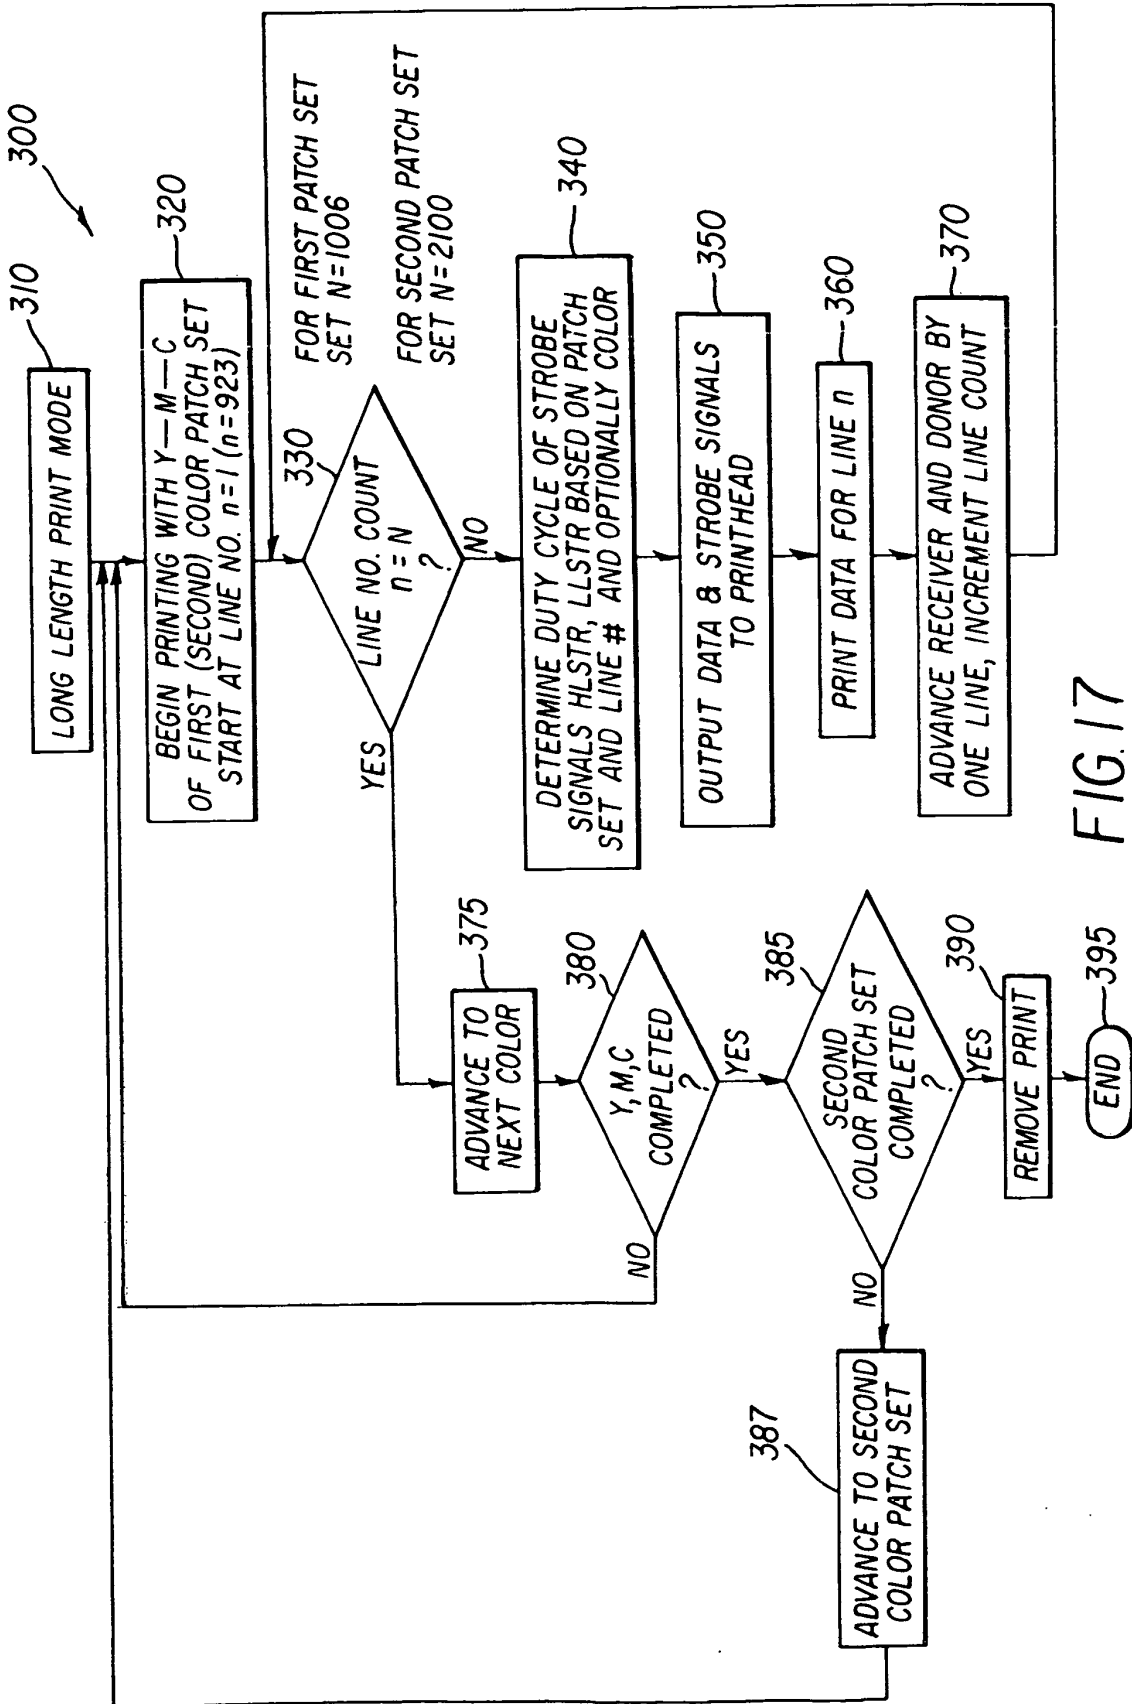 300
310
LONG LENGTH PRINT MODE
320
BEGIN PRINTING WITH Y—M—C
OF FIRST (SECOND) COLOR PATCH SET
START AT LINE NO. n=1 (n=923)
330
LINE NO. COUNT
n=N
?
FOR FIRST PATCH SET
SET N=1006
FOR SECOND PATCH SET
SET N=2100
YES
NO
340
DETERMINE DUTY CYCLE OF STROBE
SIGNALS HLSTR, LLSTR BASED ON PATCH
SET AND LINE # AND OPTIONALLY COLOR
350
OUTPUT DATA & STROBE SIGNALS
TO PRINTHEAD
360
PRINT DATA FOR LINE n
370
ADVANCE RECEIVER AND DONOR BY
ONE LINE, INCREMENT LINE COUNT
375
ADVANCE TO
NEXT COLOR
380
Y,M,C
COMPLETED
?
NO
YES
385
SECOND
COLOR PATCH SET
COMPLETED
?
NO
YES
387
ADVANCE TO SECOND
COLOR PATCH SET
390
REMOVE PRINT
395
END
FIG.17